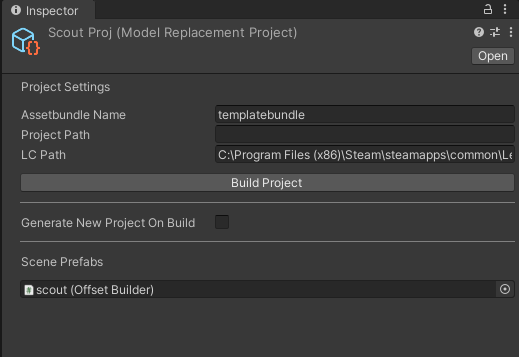 Inspector
Scout Proj (Model Replacement Project)
Open
Project Settings
Assetbundle Name templatebundle
Project Path
LC Path C:\Program Files (x86)\Steam\steamapps\common\Le
Build Project
Generate New Project On Build
Scene Prefabs
scout (Offset Builder)